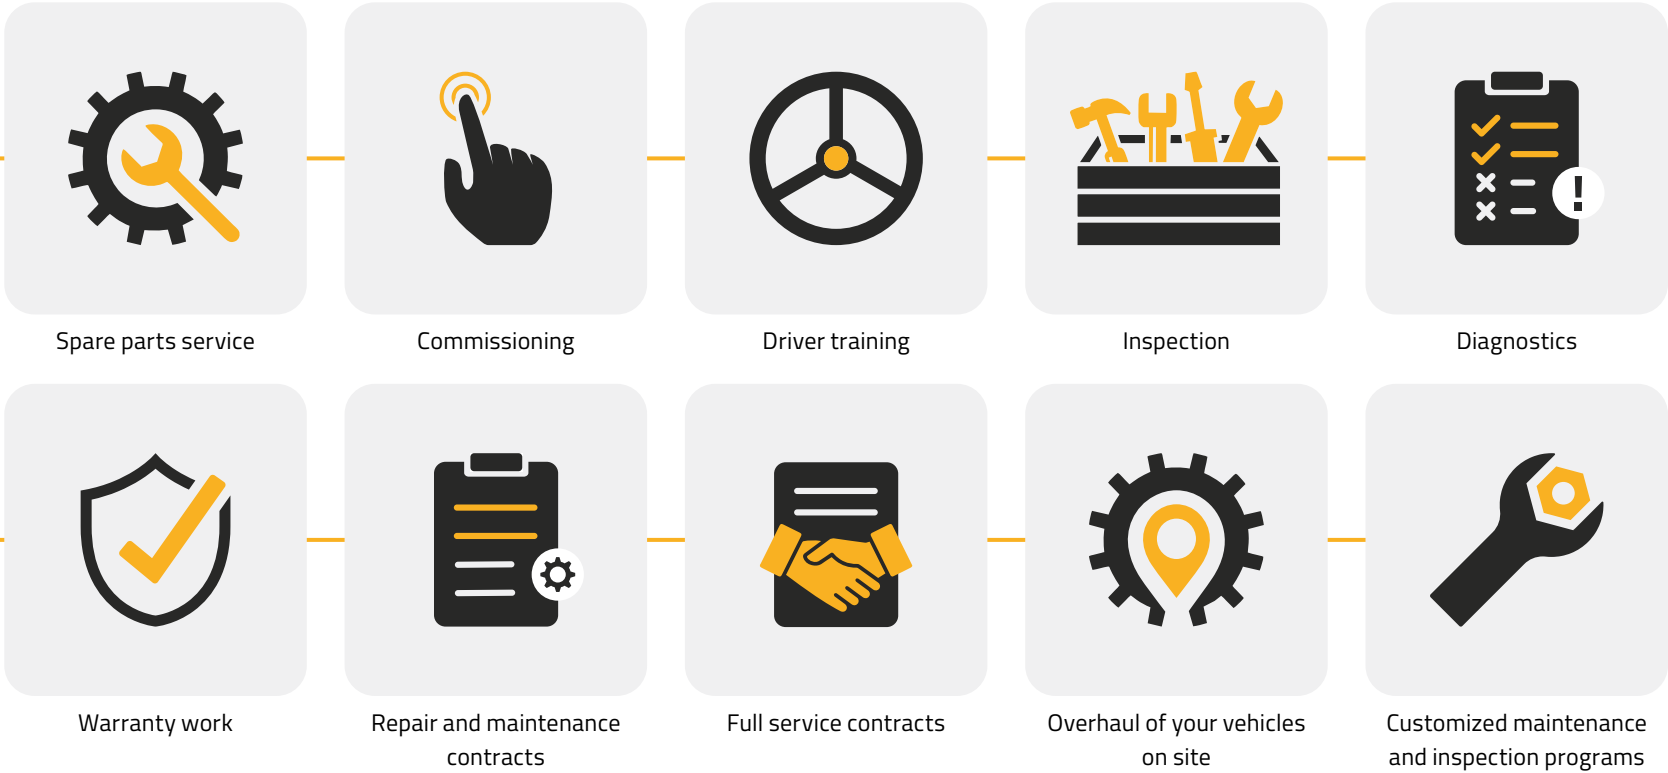 Spare parts service
Commissioning
Driver training
Inspection
Diagnostics
Warranty work
Repair and maintenance
contracts
Full service contracts
Overhaul of your vehicles
on site
Customized maintenance
and inspection programs